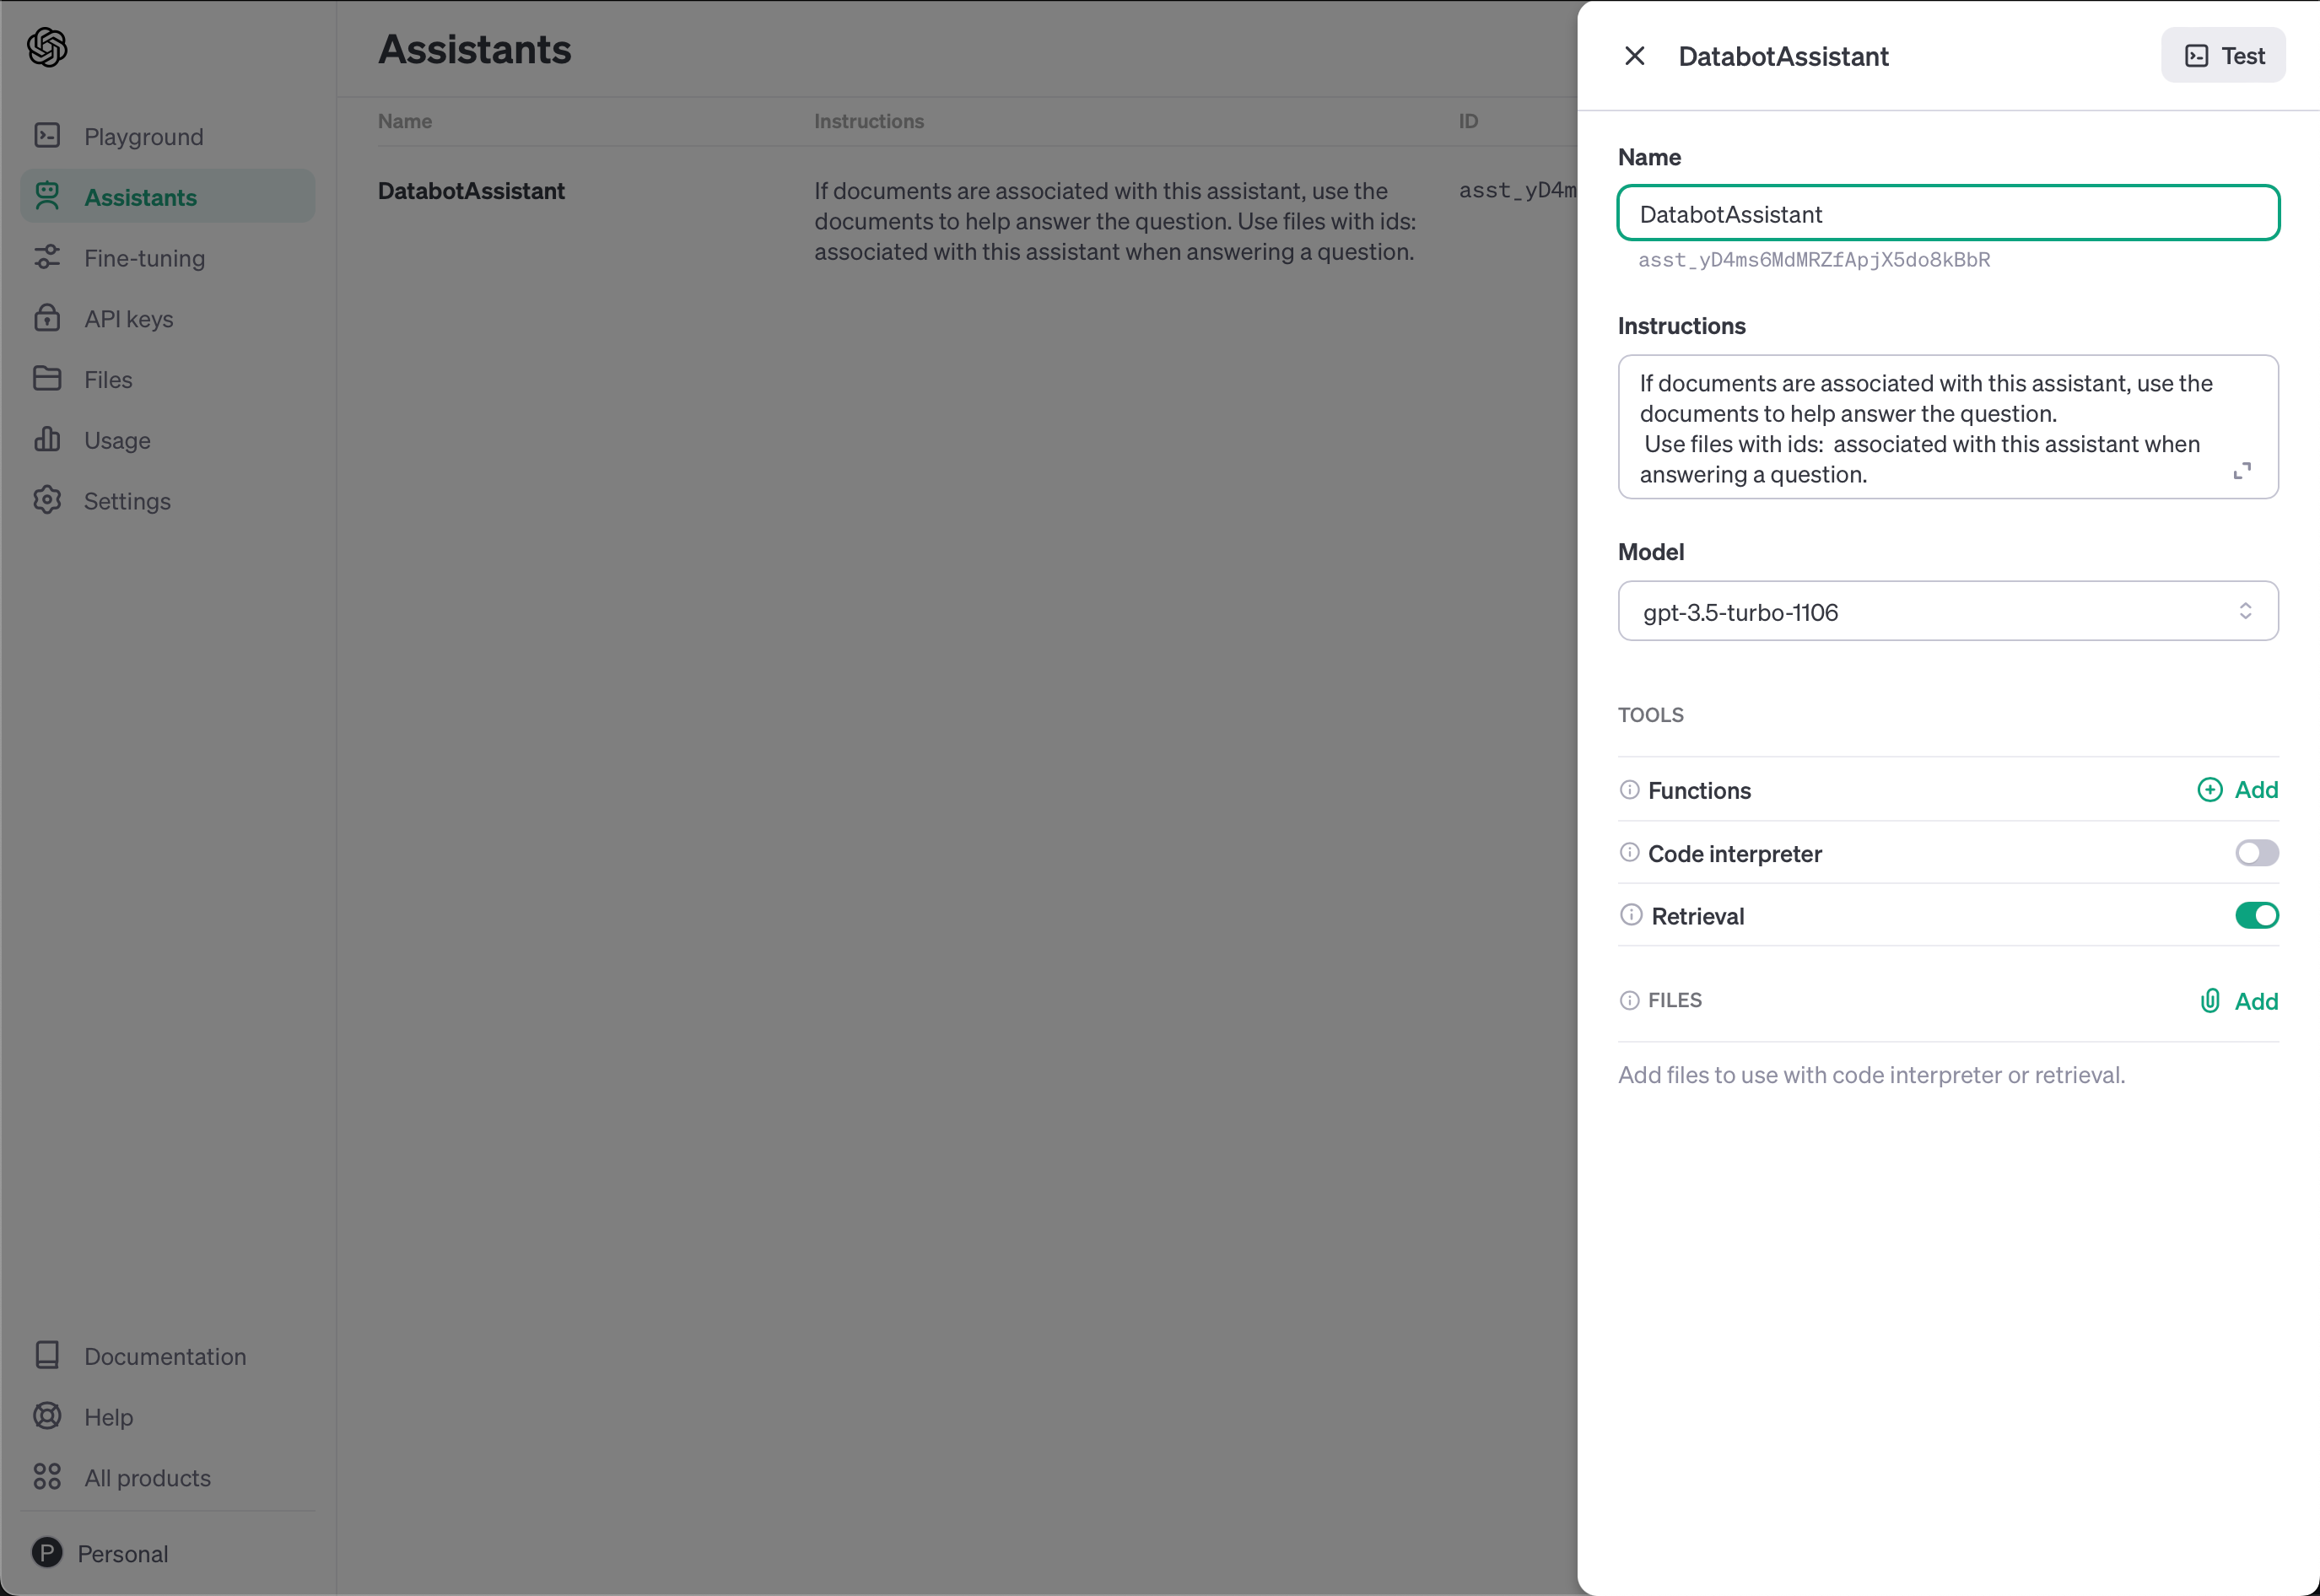 Playground
Assistants
Fine-tuning
API keys
Files
Usage
Settings
Documentation
Help
All products
P Personal
Assistants
Name Instructions ID
DatabotAssistant
If documents are associated with this assistant, use the
documents to help answer the question. Use files with ids:
associated with this assistant when answering a question.
asst_yD4m
DatabotAssistant
Test
Name
DatabotAssistant
asst_yD4ms6MdMRZfApjX5do8kBbR
Instructions
If documents are associated with this assistant, use the
documents to help answer the question.
Use files with ids:  associated with this assistant when
answering a question.
Model
gpt-3.5-turbo-1106
TOOLS
Functions
Add
Code interpreter
Retrieval
FILES
Add
Add files to use with code interpreter or retrieval.